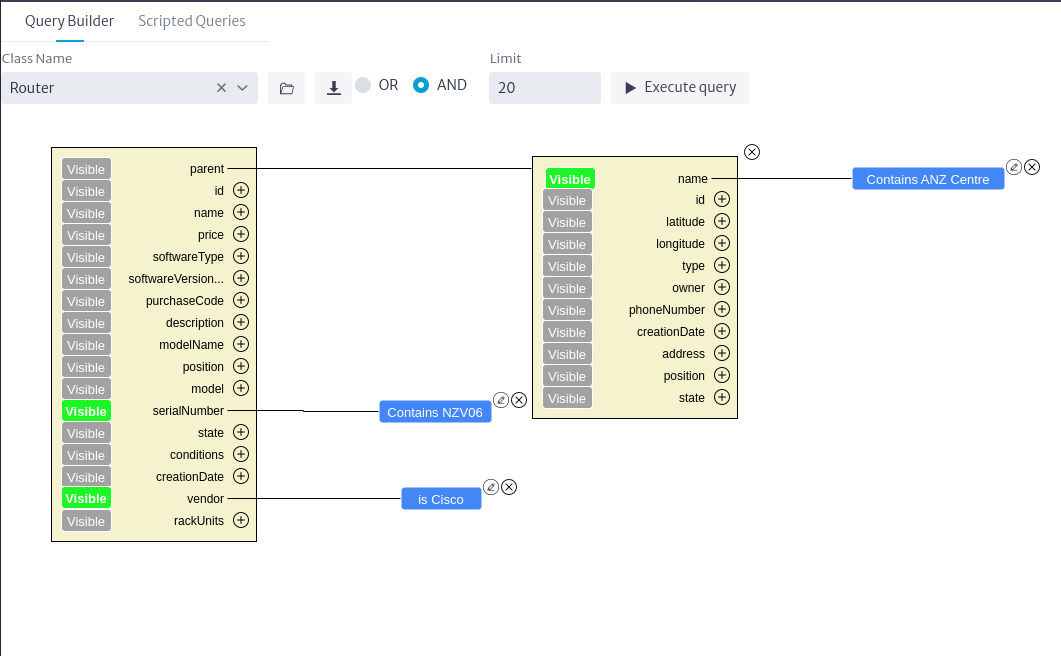 Query Builder Scripted Queries
Class Name Limit
Router OR AND 20 Execute query
Visible parent
Visible id
Visible name
Visible price
Visible softwareType
Visible softwareVersion...
Visible purchaseCode
Visible description
Visible modelName
Visible position
Visible model
Visible serialNumber
Visible state
Visible conditions
Visible creationDate
Visible vendor
Visible rackUnits
Contains NZV06
is Cisco
Visible name
Visible id
Visible latitude
Visible longitude
Visible type
Visible owner
Visible phoneNumber
Visible creationDate
Visible address
Visible position
Visible state
Contains ANZ Centre